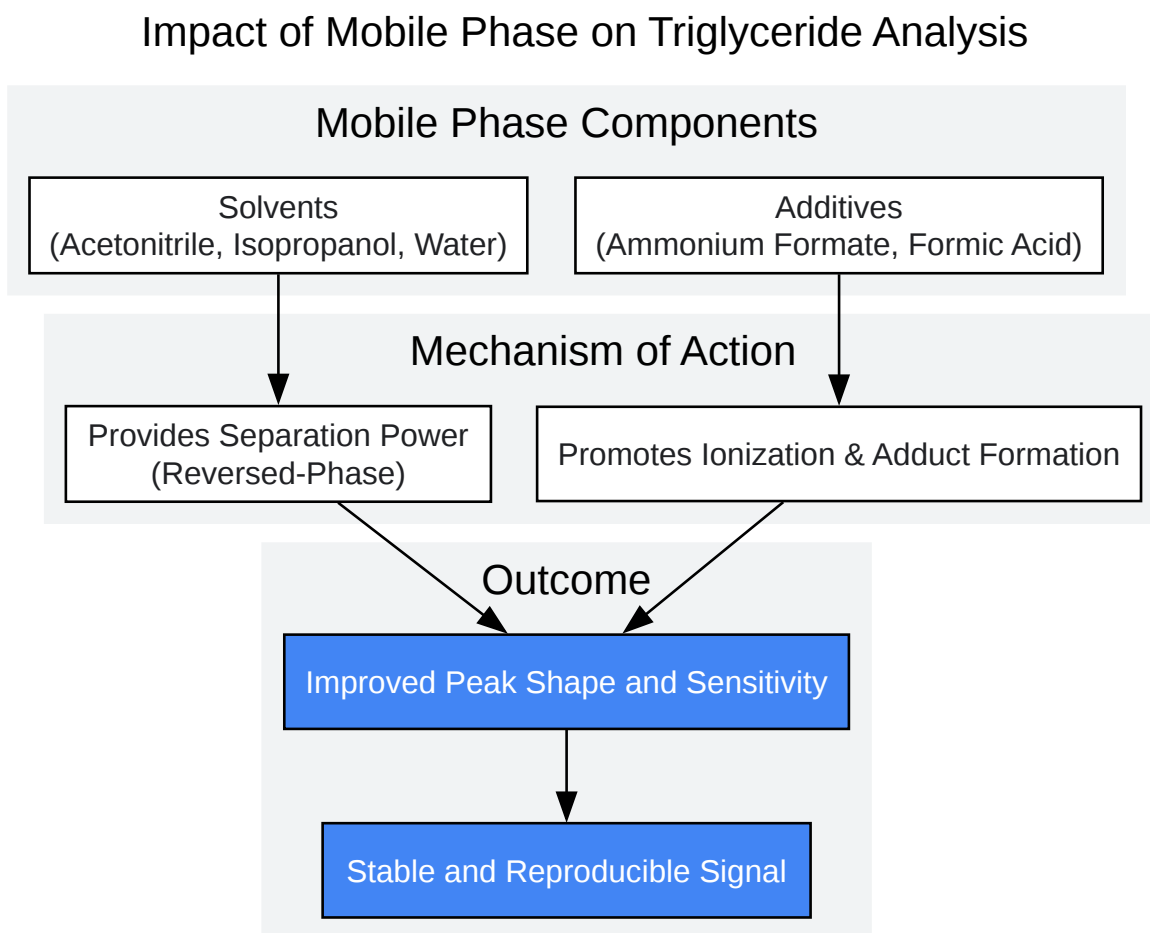 Impact of Mobile Phase on Triglyceride Analysis
Mobile Phase Components
Solvents
(Acetonitrile, Isopropanol, Water)
Additives
(Ammonium Formate, Formic Acid)
Mechanism of Action
Provides Separation Power
(Reversed-Phase)
Promotes Ionization & Adduct Formation
Outcome
Improved Peak Shape and Sensitivity
Stable and Reproducible Signal